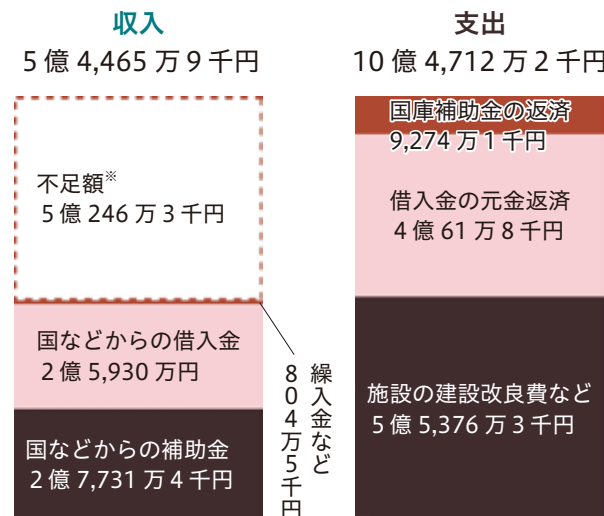 収入
5億4,465万9千円
不足額※
5億246万3千円
国などからの借入金
2億5,930万円
繰入金など
804万5千円
国などからの補助金
2億7,731万4千円
支出
10億4,712万2千円
国庫補助金の返済
9,274万1千円
借入金の元金返済
4億61万8千円
施設の建設改良費など
5億5,376万3千円